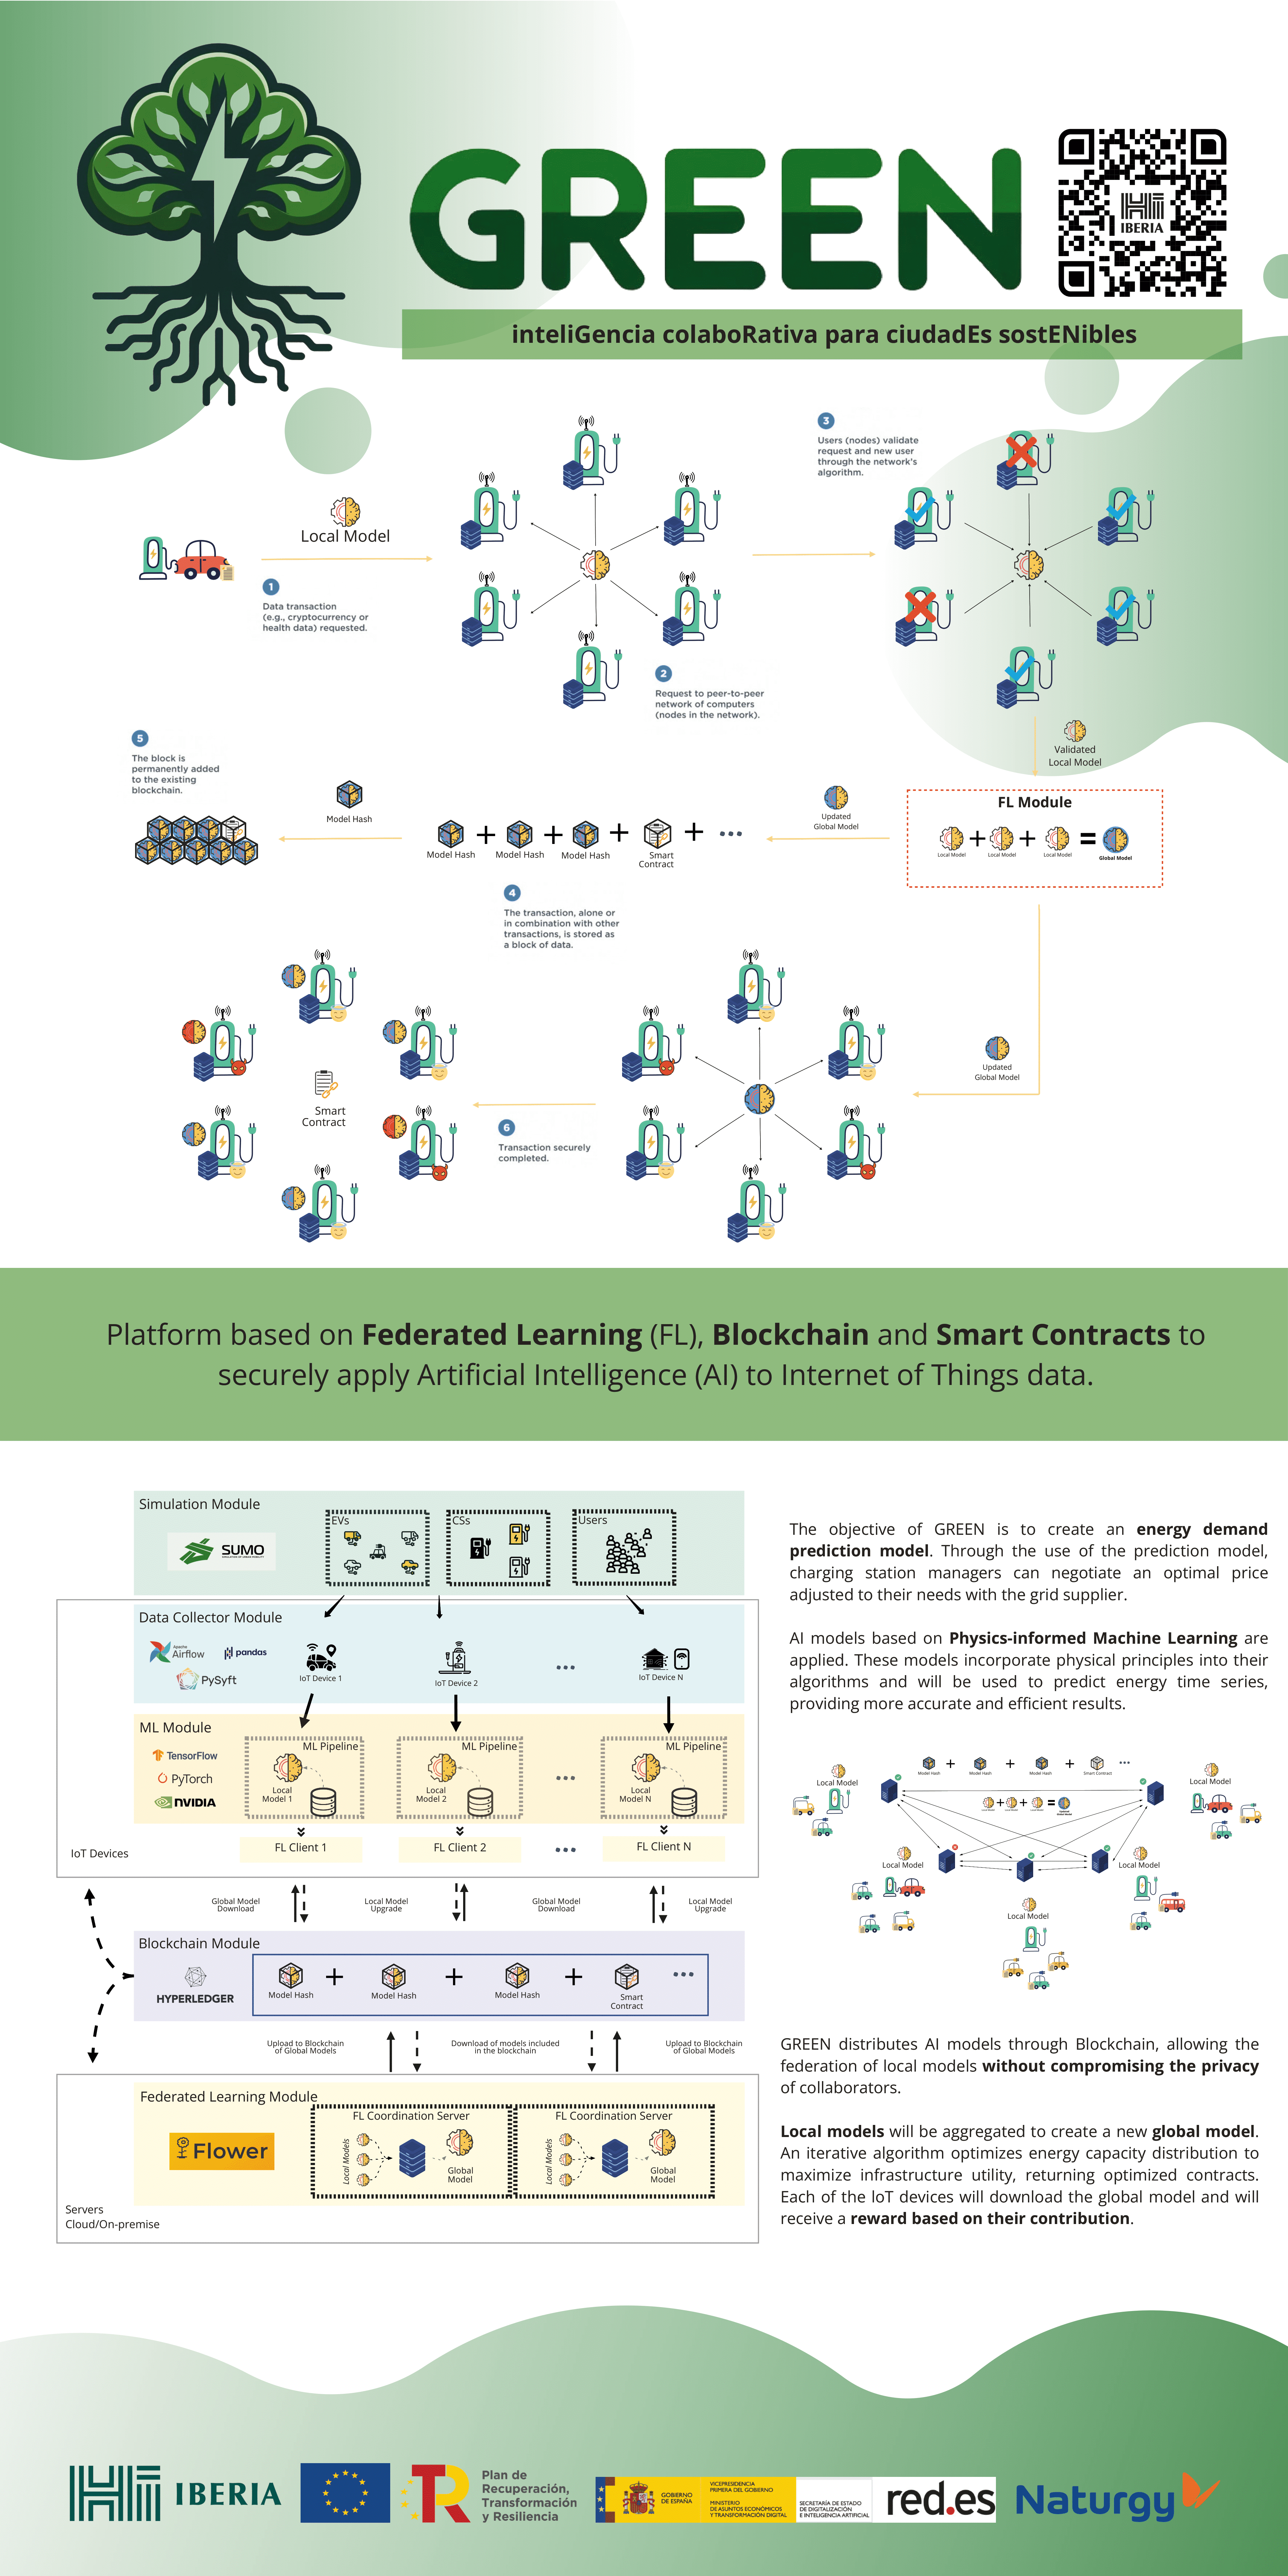 GREEN
IBERIA
inteliGencia colaboRativa para ciudadEs sostENibles
Local Model
1
Data transaction
(e.g., cryptocurrency or
health data) requested.
2
Request to peer-to-peer
network of computers
(nodes in the network).
3
Users (nodes) validate
request and new user
through the network's
algorithm.
Validated
Local Model
FL Module
Local Model
Local Model
Local Model
Global Model
Updated
Global Model
Model Hash + Model Hash + Model Hash + Smart Contract + ...
4
The transaction, alone or
in combination with other
transactions, is stored as
a block of data.
Model Hash
5
The block is
permanently added
to the existing
blockchain.
Updated
Global Model
6
Transaction securely
completed.
Smart
Contract
Platform based on Federated Learning (FL), Blockchain and Smart Contracts to
securely apply Artificial Intelligence (AI) to Internet of Things data.
Simulation Module
SUMO
EVs
CSs
Users
Data Collector Module
Apache
Airflow
pandas
PySyft
IoT Device 1
IoT Device 2
...
IoT Device N
ML Module
TensorFlow
PyTorch
NVIDIA
ML Pipeline
Local
Model 1
ML Pipeline
Local
Model 2
...
ML Pipeline
Local
Model N
FL Client 1
FL Client 2
...
FL Client N
IoT Devices
Global Model
Download
Local Model
Upgrade
Global Model
Download
Local Model
Upgrade
Blockchain Module
HYPERLEDGER
Model Hash
+
Model Hash
+
Model Hash
+
Smart
Contract
...
Upload to Blockchain
of Global Models
Download of models included
in the blockchain
Upload to Blockchain
of Global Models
Federated Learning Module
Flower
FL Coordination Server
Local Models
Global
Model
FL Coordination Server
Local Models
Global
Model
Servers
Cloud/On-premise
The objective of GREEN is to create an energy demand
prediction model. Through the use of the prediction model,
charging station managers can negotiate an optimal price
adjusted to their needs with the grid supplier.
AI models based on Physics-informed Machine Learning are
applied. These models incorporate physical principles into their
algorithms and will be used to predict energy time series,
providing more accurate and efficient results.
Model Hash + Model Hash + Model Hash + Smart Contract ...
Local Model
Local Model
Local Model
Local Model
Local Model
GREEN distributes AI models through Blockchain, allowing the
federation of local models without compromising the privacy
of collaborators.
Local models will be aggregated to create a new global model.
An iterative algorithm optimizes energy capacity distribution to
maximize infrastructure utility, returning optimized contracts.
Each of the IoT devices will download the global model and will
receive a reward based on their contribution.
IBERIA
Plan de
Recuperación,
Transformación
y Resiliencia
GOBIERNO
DE ESPAÑA
VICEPRESIDENCIA
PRIMERA DEL GOBIERNO
MINISTERIO
DE ASUNTOS ECONÓMICOS
Y TRANSFORMACIÓN DIGITAL
SECRETARÍA DE ESTADO
DE DIGITALIZACIÓN
E INTELIGENCIA ARTIFICIAL
red.es
Naturgy